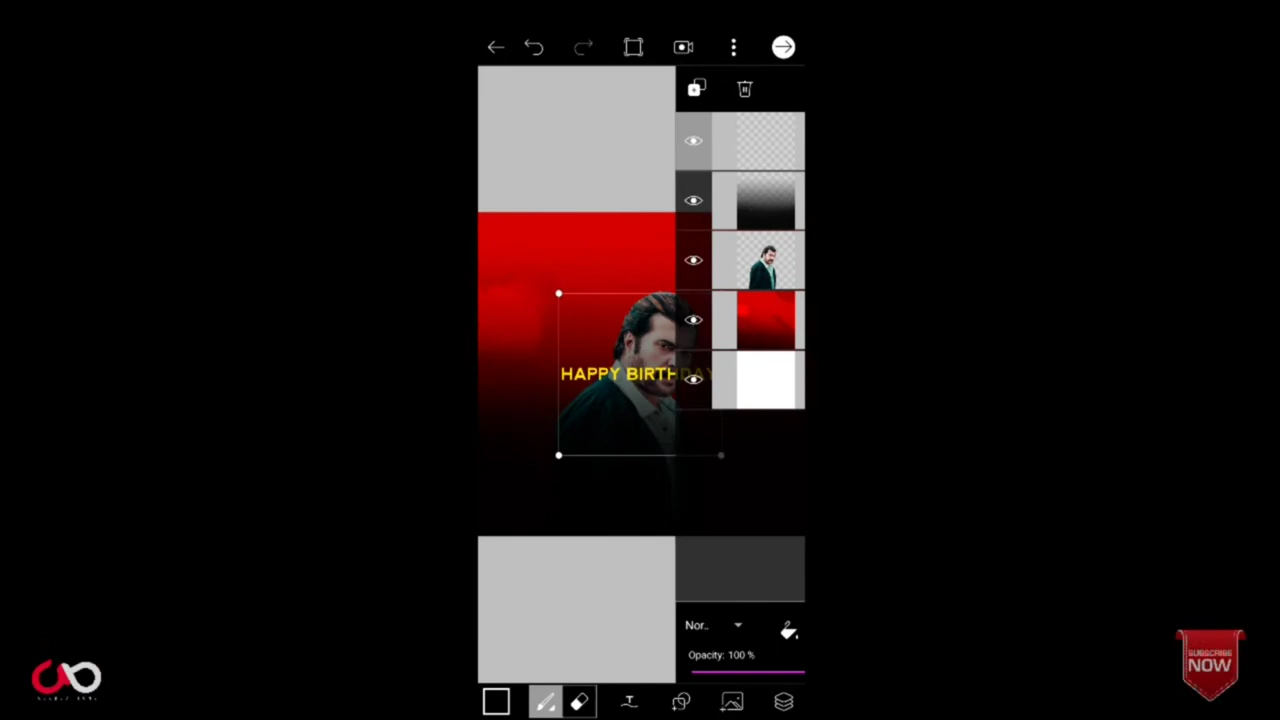 HAPPY BIRTHDAY
Nor..
Opacity: 100 %
SUBSCRIBE
NOW